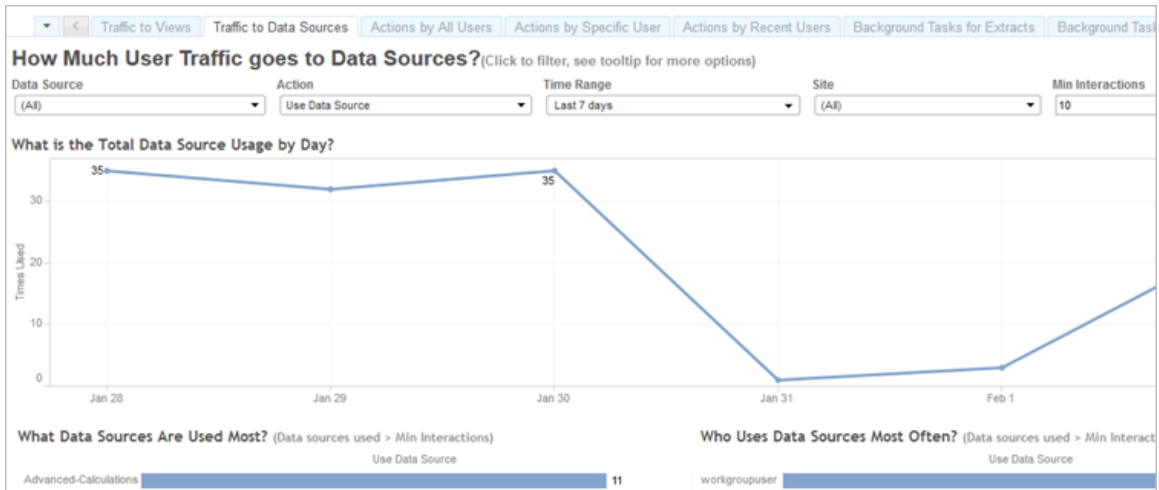 Traffic to Views Traffic to Data Sources Actions by All Users Actions by Specific User Actions by Recent Users Background Tasks for Extracts Background Tas
How Much User Traffic goes to Data Sources?(Click to filter, see tooltip for more options)
Data Source Action Time Range Site Min Interactions
(All) Use Data Source Last 7 days (All) 10
What is the Total Data Source Usage by Day?
35
35
30
20
10
0
Times Used
Jan 28 Jan 29 Jan 30 Jan 31 Feb 1
What Data Sources Are Used Most? (Data sources used > Min Interactions) Who Uses Data Sources Most Often? (Data sources used > Min Interact
Use Data Source Use Data Source
Advanced-Calculations 11 workgroupuser